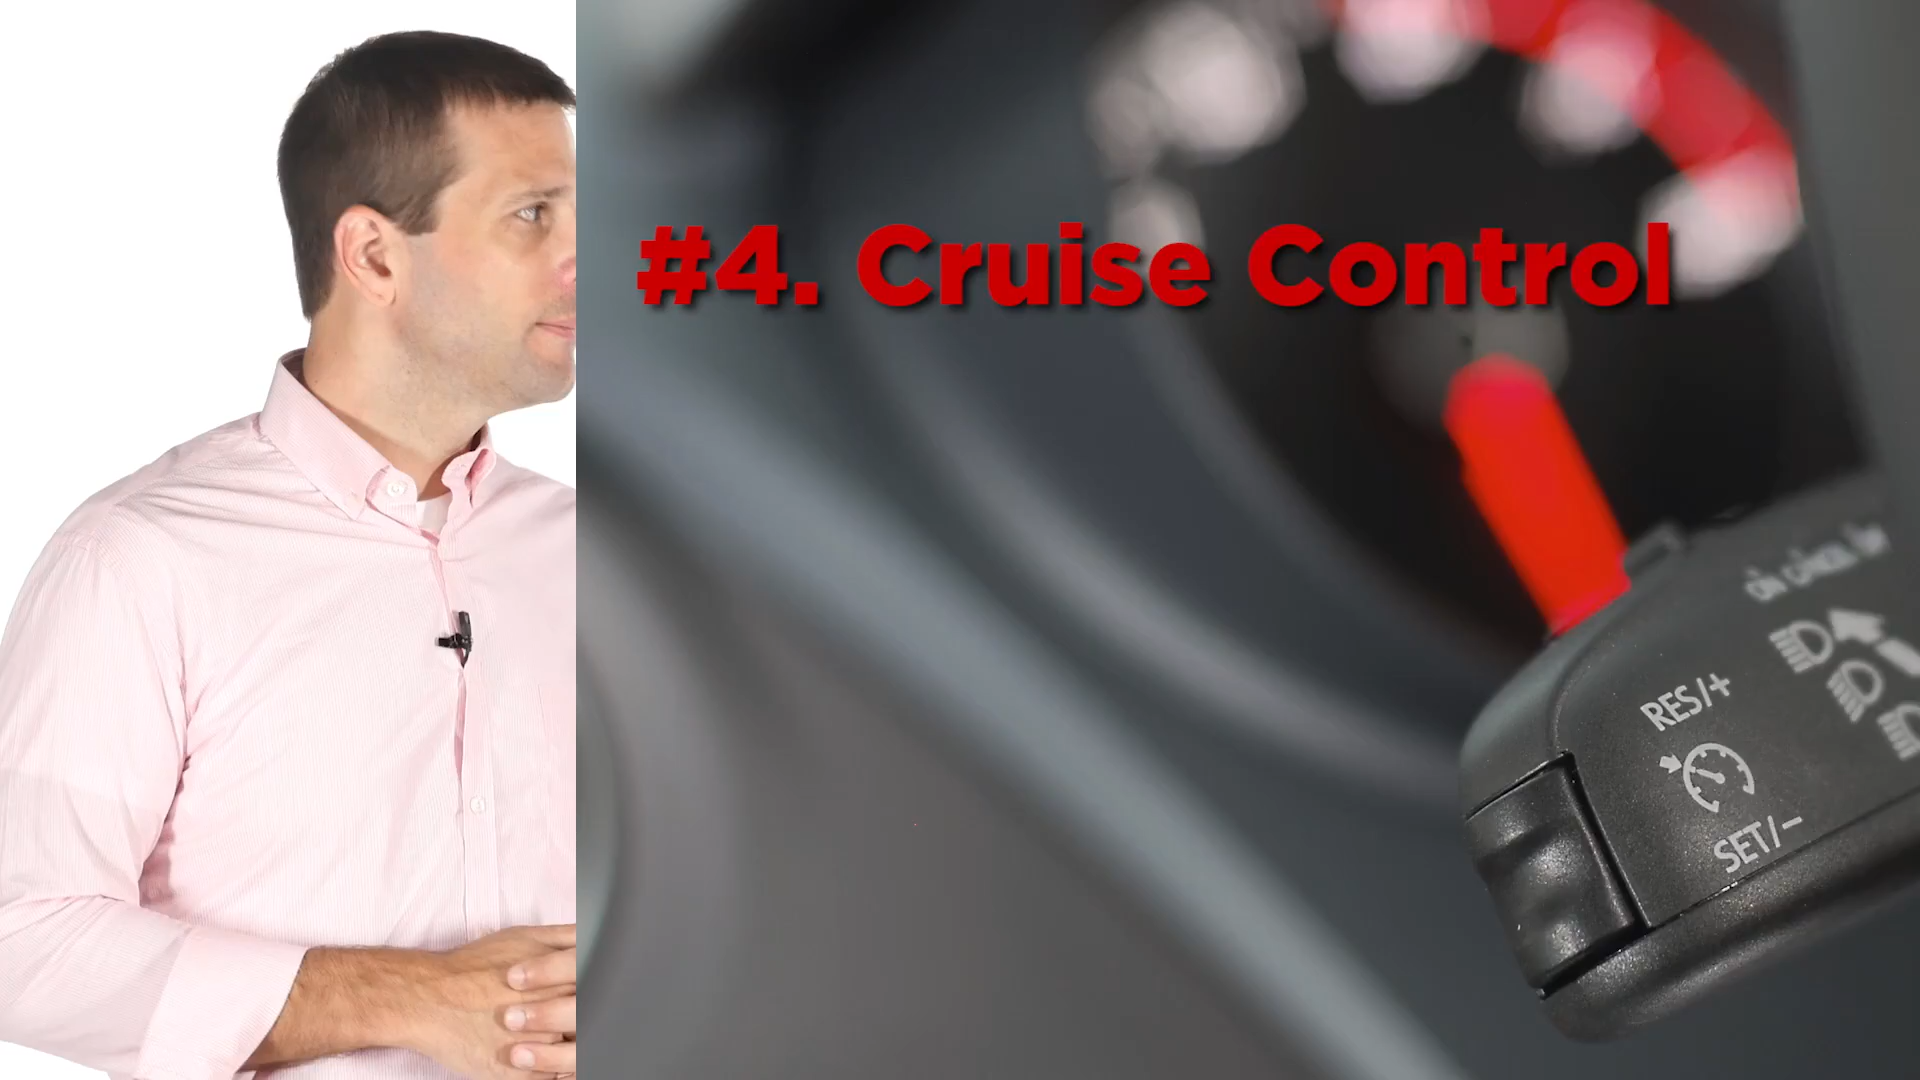 #4. Cruise Control
RES/+
SET/-